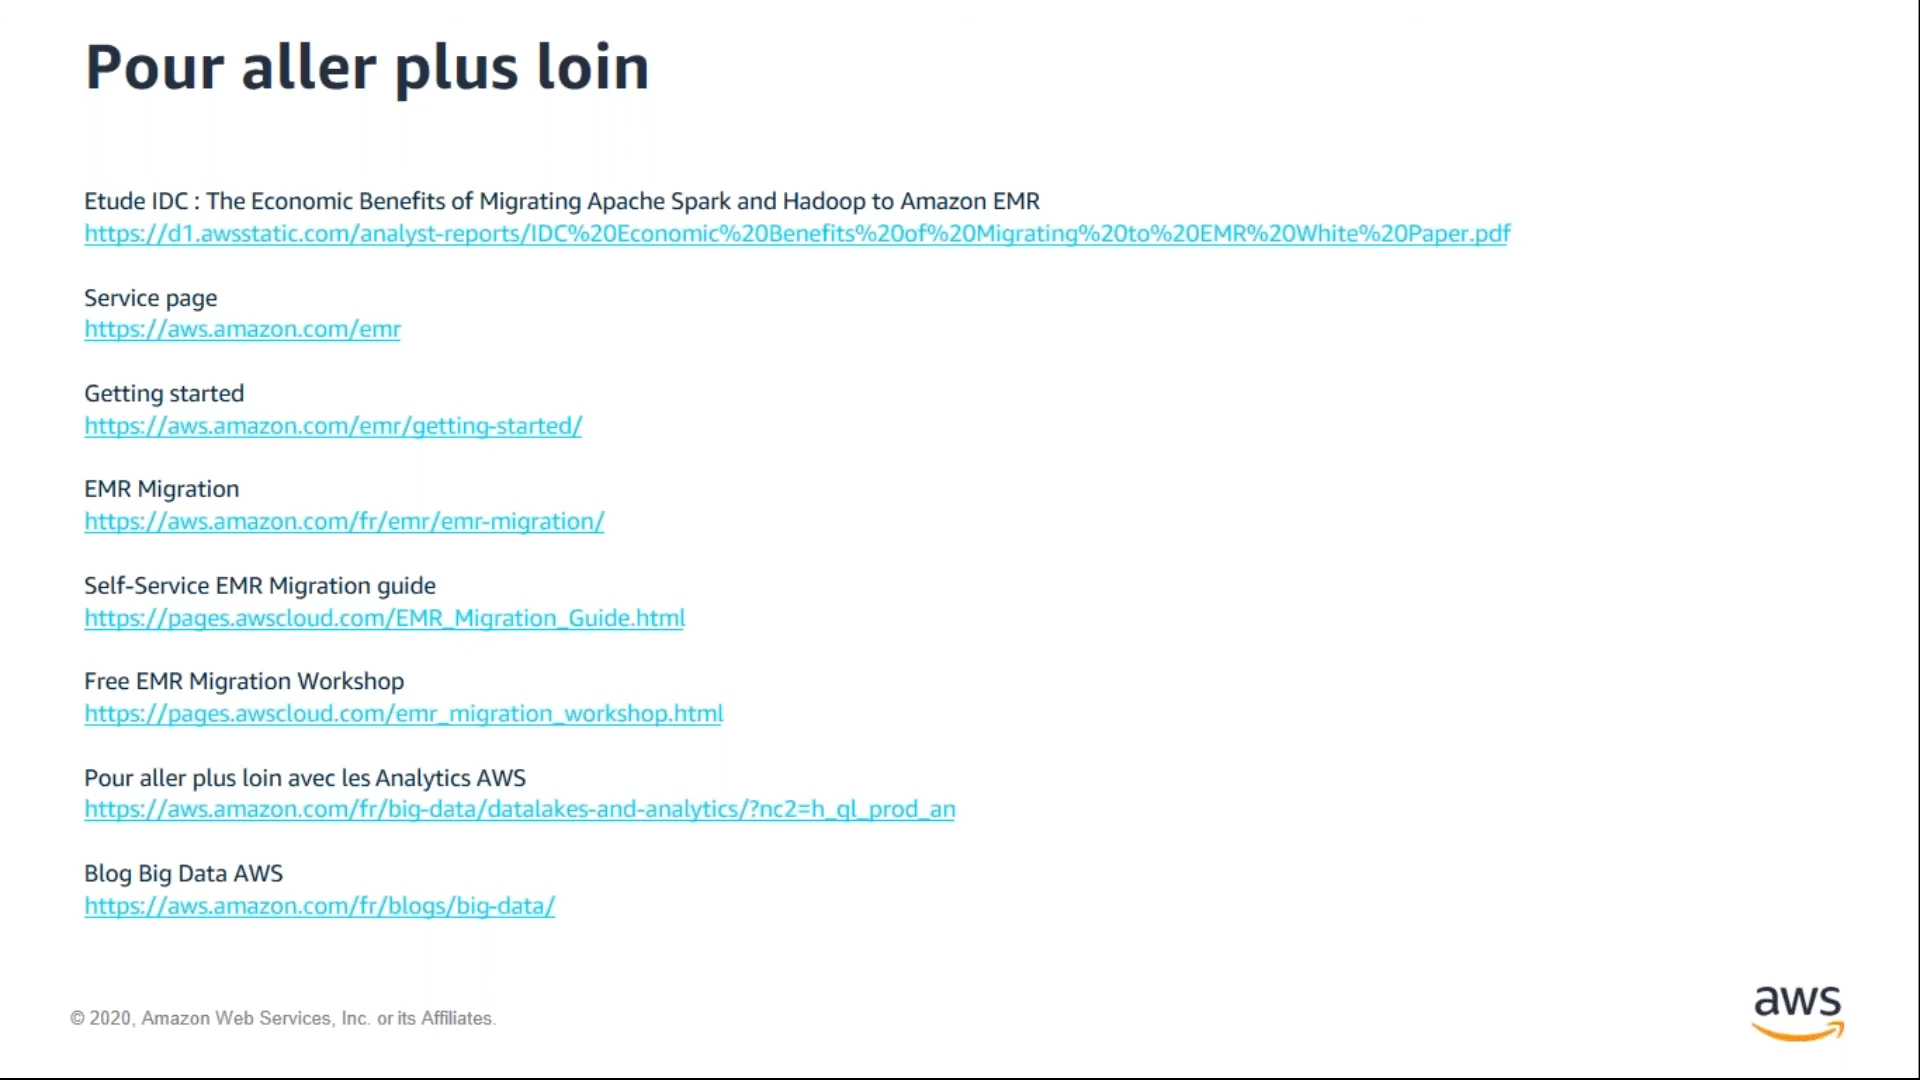 Pour aller plus loin
Etude IDC : The Economic Benefits of Migrating Apache Spark and Hadoop to Amazon EMR
https://d1.awsstatic.com/analyst-reports/IDC%20Economic%20Benefits%20of%20Migrating%20to%20EMR%20White%20Paper.pdf
Service page
https://aws.amazon.com/emr
Getting started
https://aws.amazon.com/emr/getting-started/
EMR Migration
https://aws.amazon.com/fr/emr/emr-migration/
Self-Service EMR Migration guide
https://pages.awscloud.com/EMR_Migration_Guide.html
Free EMR Migration Workshop
https://pages.awscloud.com/emr_migration_workshop.html
Pour aller plus loin avec les Analytics AWS
https://aws.amazon.com/fr/big-data/datalakes-and-analytics/?nc2=h_ql_prod_an
Blog Big Data AWS
https://aws.amazon.com/fr/blogs/big-data/
© 2020, Amazon Web Services, Inc. or its Affiliates.
aws